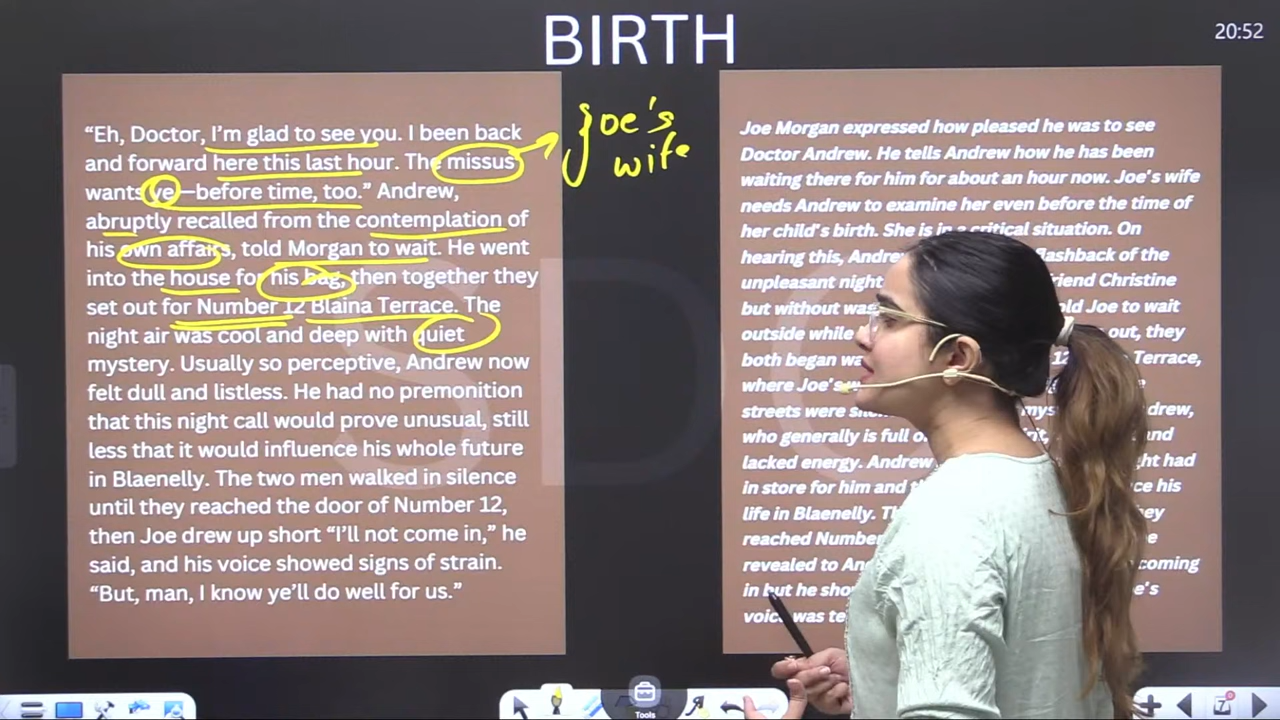 BIRTH
20:52
“Eh, Doctor, I’m glad to see you. I been back
and forward here this last hour. The missus
wants ye—before time, too.” Andrew,
abruptly recalled from the contemplation of
his own affairs, told Morgan to wait. He went
into the house for his bag, then together they
set out for Number 12 Blaina Terrace. The
night air was cool and deep with quiet
mystery. Usually so perceptive, Andrew now
felt dull and listless. He had no premonition
that this night call would prove unusual, still
less that it would influence his whole future
in Blaenelly. The two men walked in silence
until they reached the door of Number 12,
then Joe drew up short “I’ll not come in,” he
said, and his voice showed signs of strain.
“But, man, I know ye’ll do well for us.”
Joe's
wife
Joe Morgan expressed how pleased he was to see
Doctor Andrew. He tells Andrew how he has been
waiting there for him for about an hour now. Joe’s wife
needs Andrew to examine her even before the time of
her child’s birth. She is in a critical situation. On
hearing this, Andrew flashback of the
unpleasant night friend Christine
but without told Joe to wait
outside while out, they
both began 12 Terrace,
where Joe’s
streets were drew,
who generally is full and
lacked energy. Andrew had
in store for him and his
life in Blaenelly. they
reached Number
revealed to coming
in but he
voice was
Tools